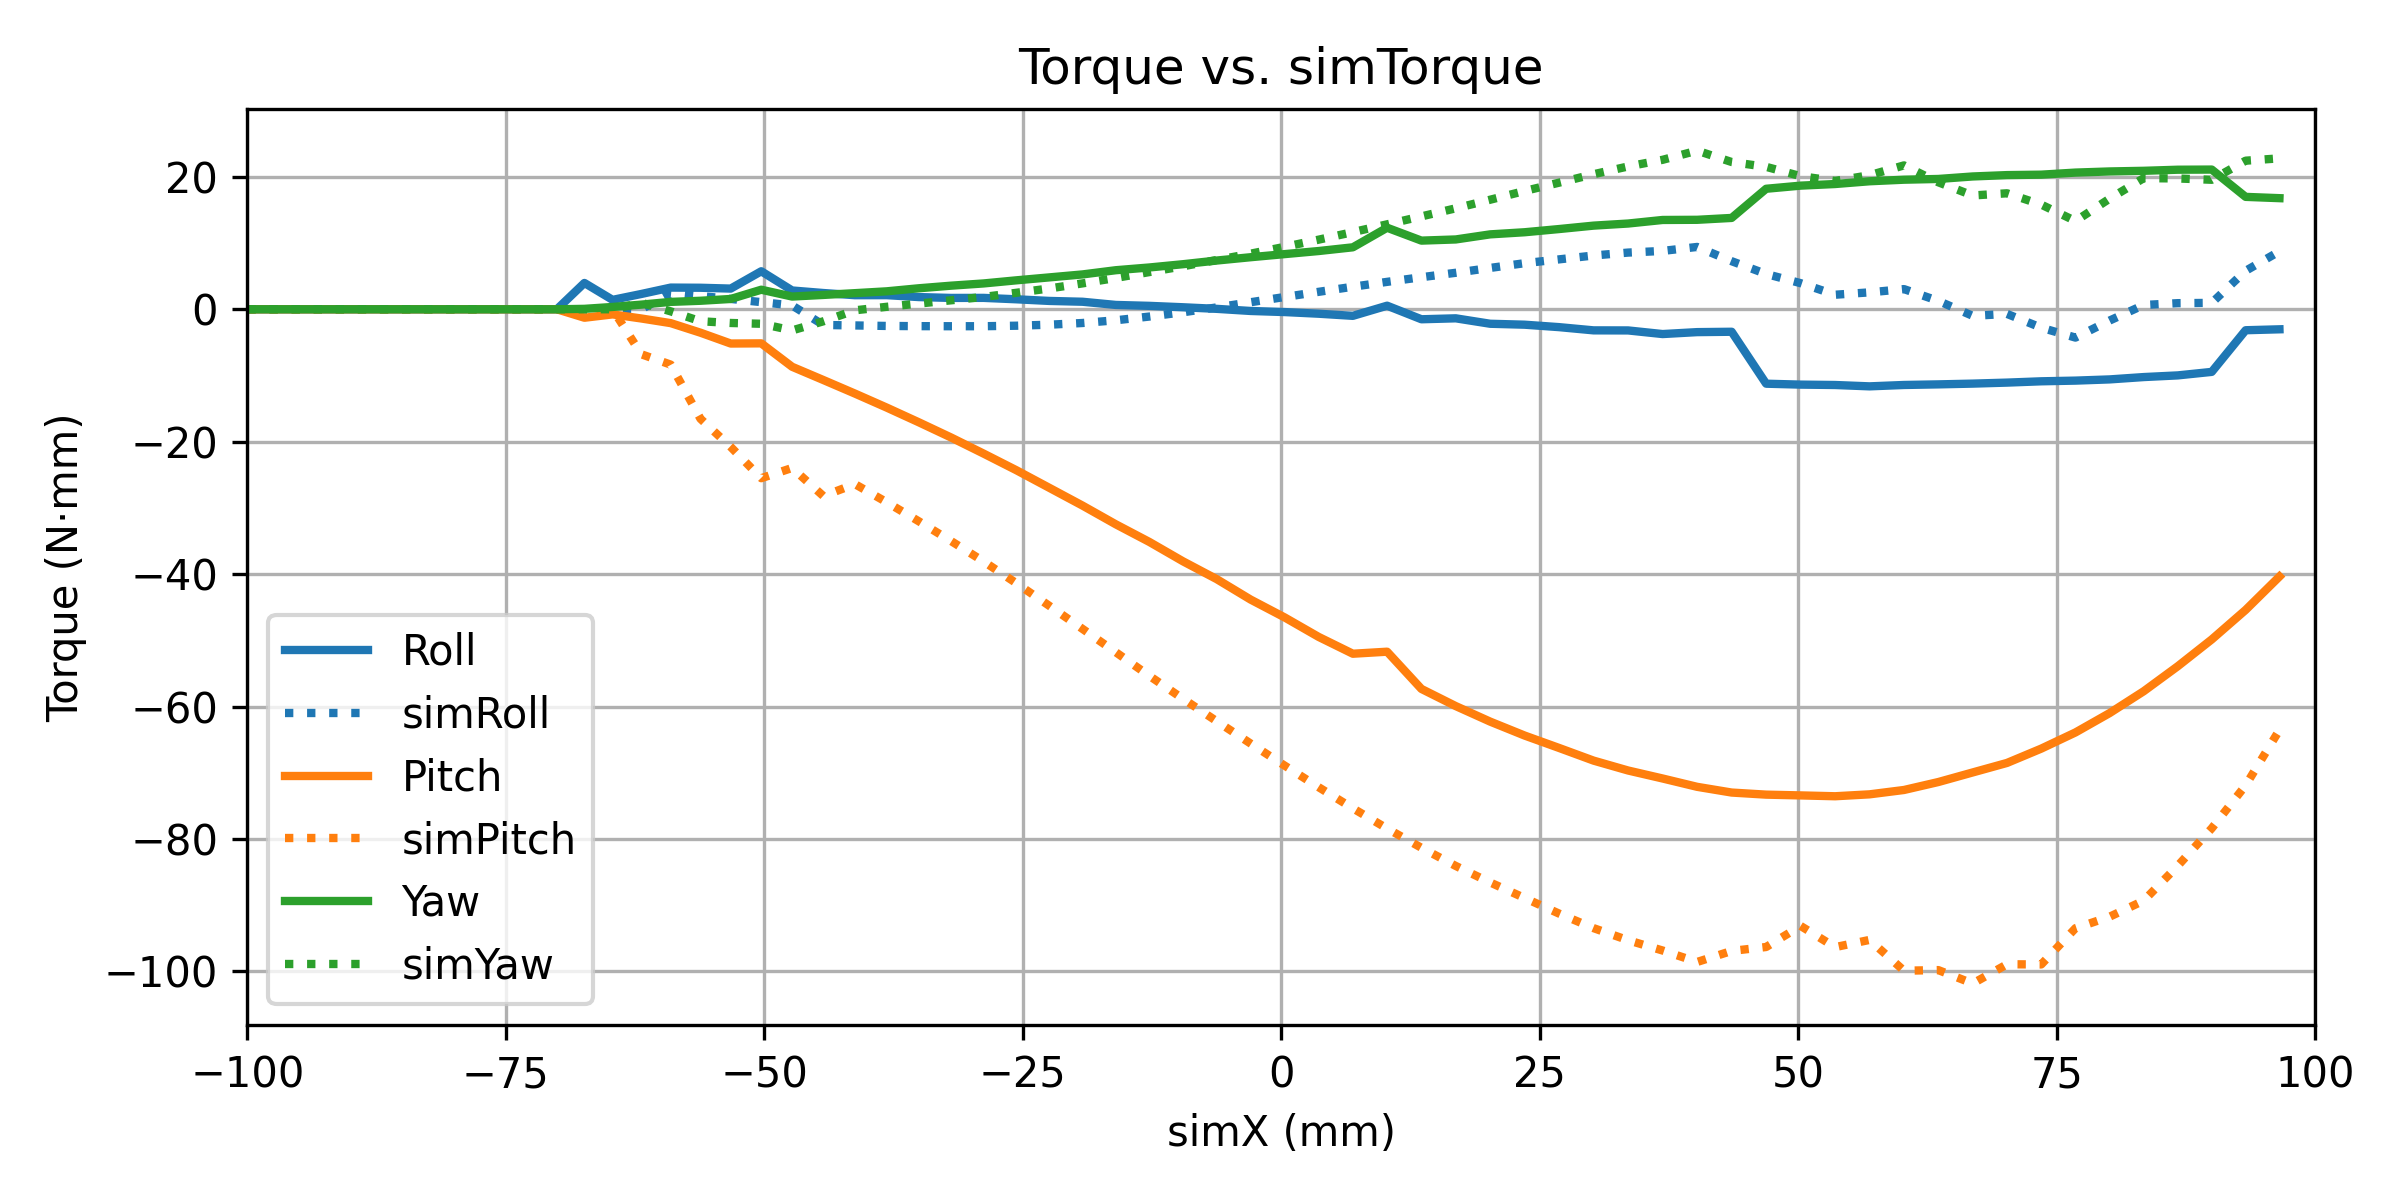 Torque vs. simTorque
Torque (N·mm)
20
0
−20
−40
−60
−80
−100
Roll
simRoll
Pitch
simPitch
Yaw
simYaw
−100 −75 −50 −25 0 25 50 75 100
simX (mm)